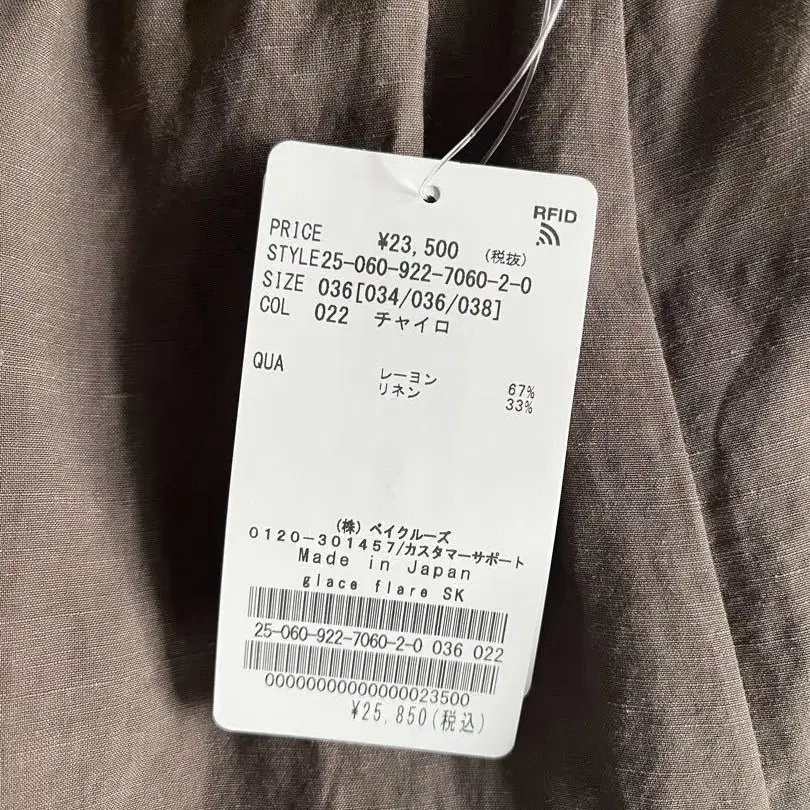 RFID
PRICE ¥23,500 (税抜)
STYLE25-060-922-7060-2-0
SIZE 036[034/036/038]
COL 022 チャイロ
QUA
レーヨン 67%
リネン 33%
(株) ベイクルーズ
0120-301457/カスタマーサポート
Made in Japan
glace flare SK
25-060-922-7060-2-0 036 022
00000000000000023500
¥25,850(税込)